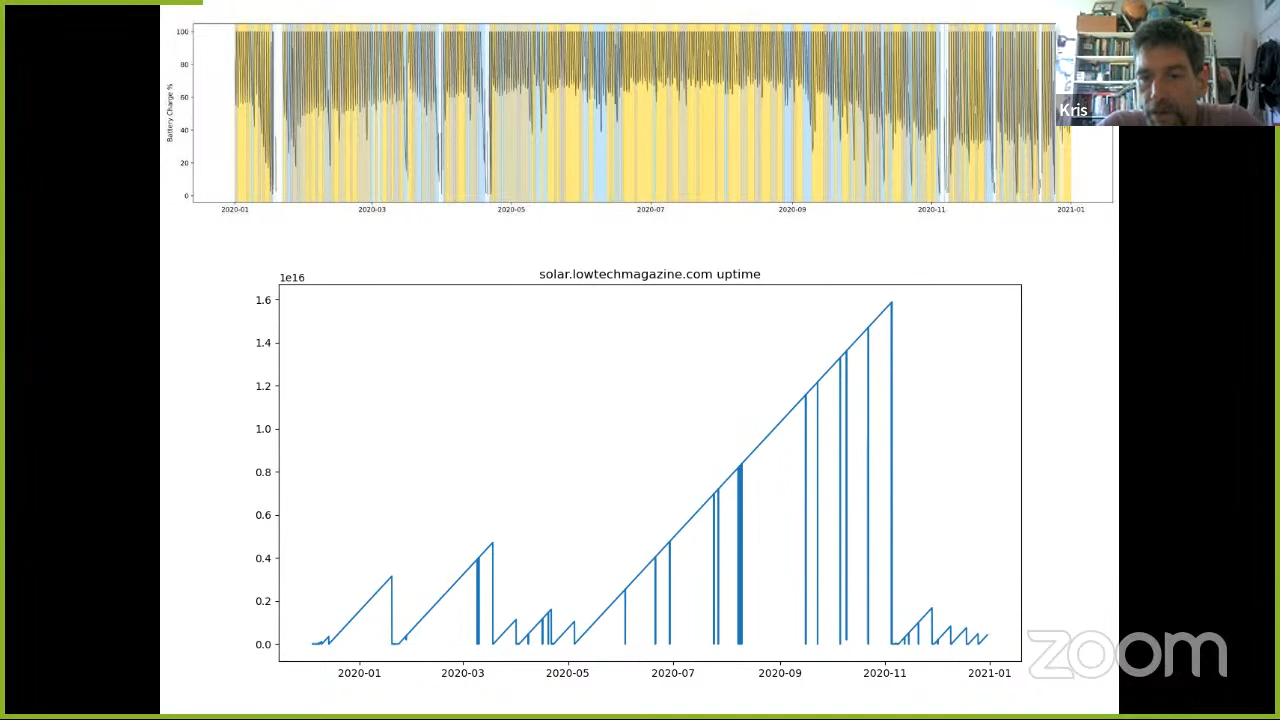 100
80
60
40
20
0
Battery Charge %
2020-01 2020-03 2020-05 2020-07 2020-09 2020-11 2021-01
Kris
solar.lowtechmagazine.com uptime
1e16
1.6
1.4
1.2
1.0
0.8
0.6
0.4
0.2
0.0
2020-01 2020-03 2020-05 2020-07 2020-09 2020-11 2021-01
zoom